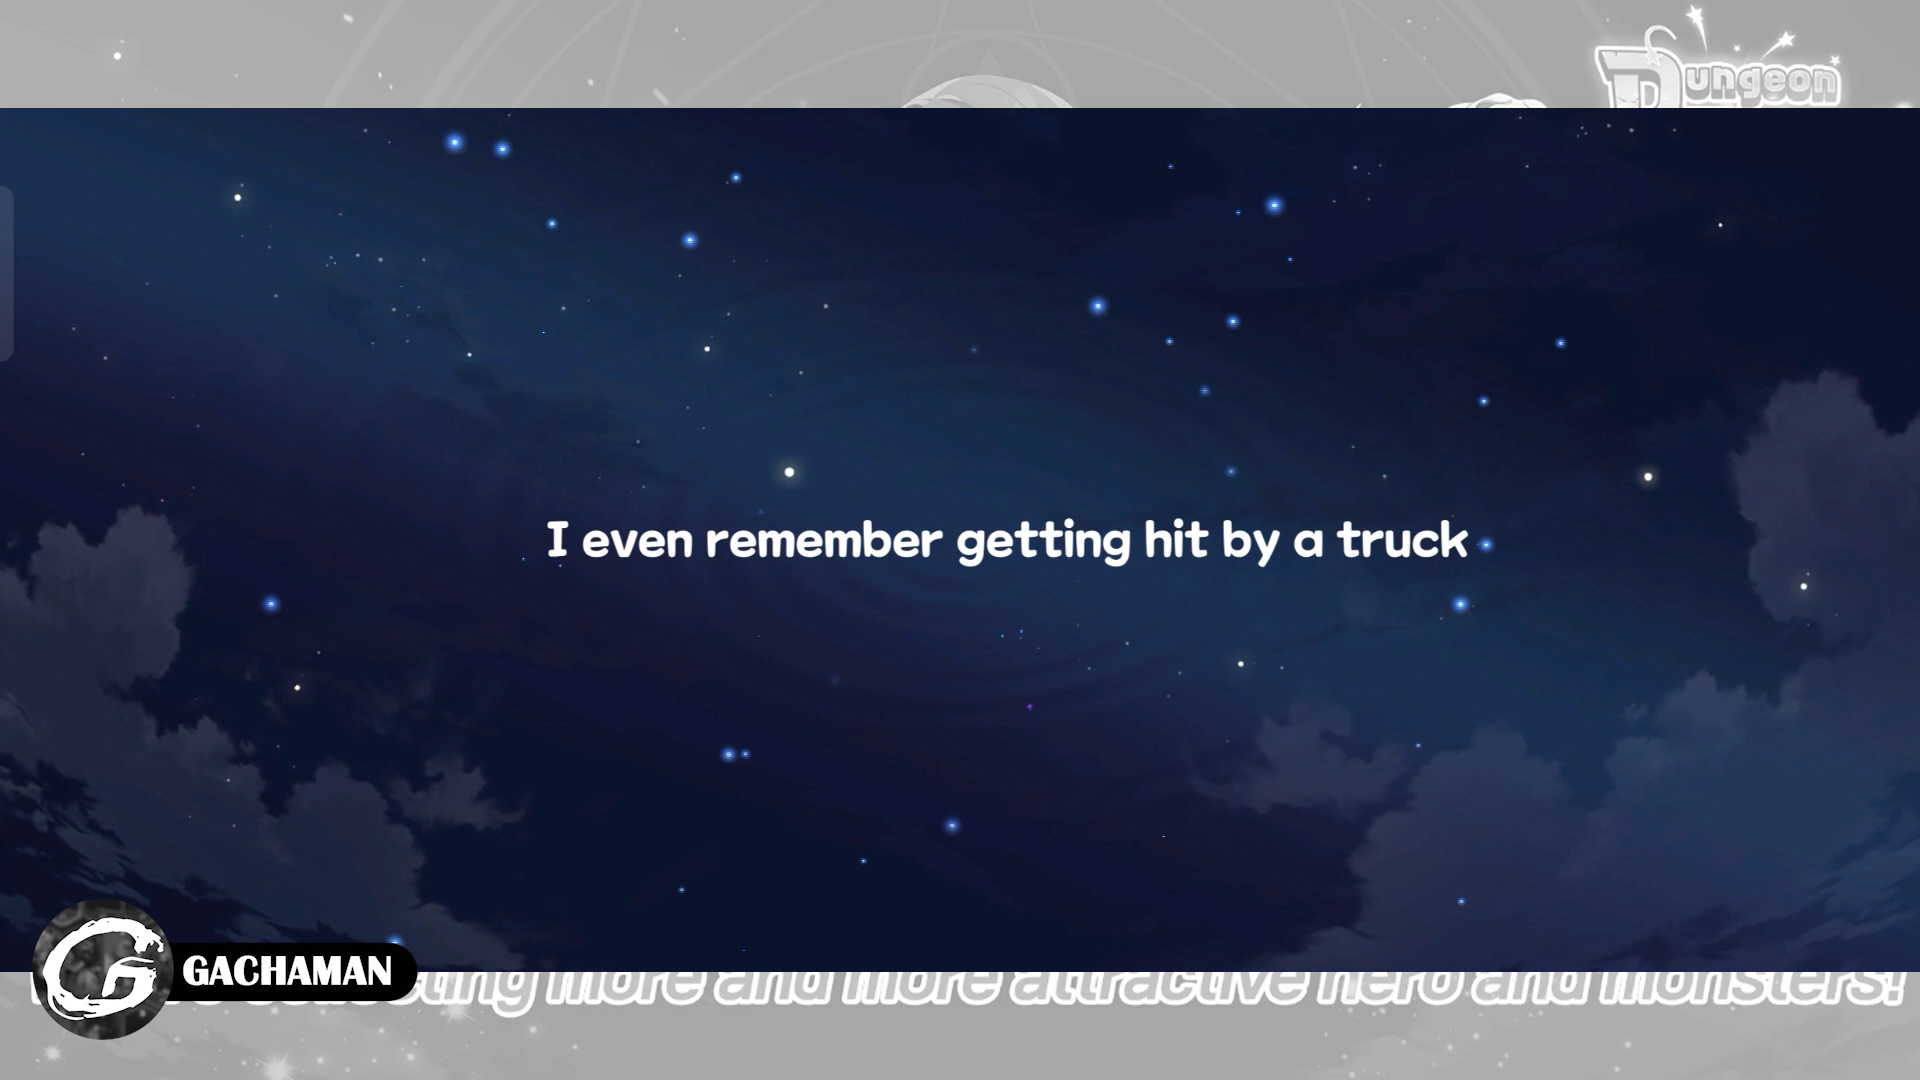 Dungeon
I even remember getting hit by a truck
GACHAMAN
more and more attractive hero and monsters!